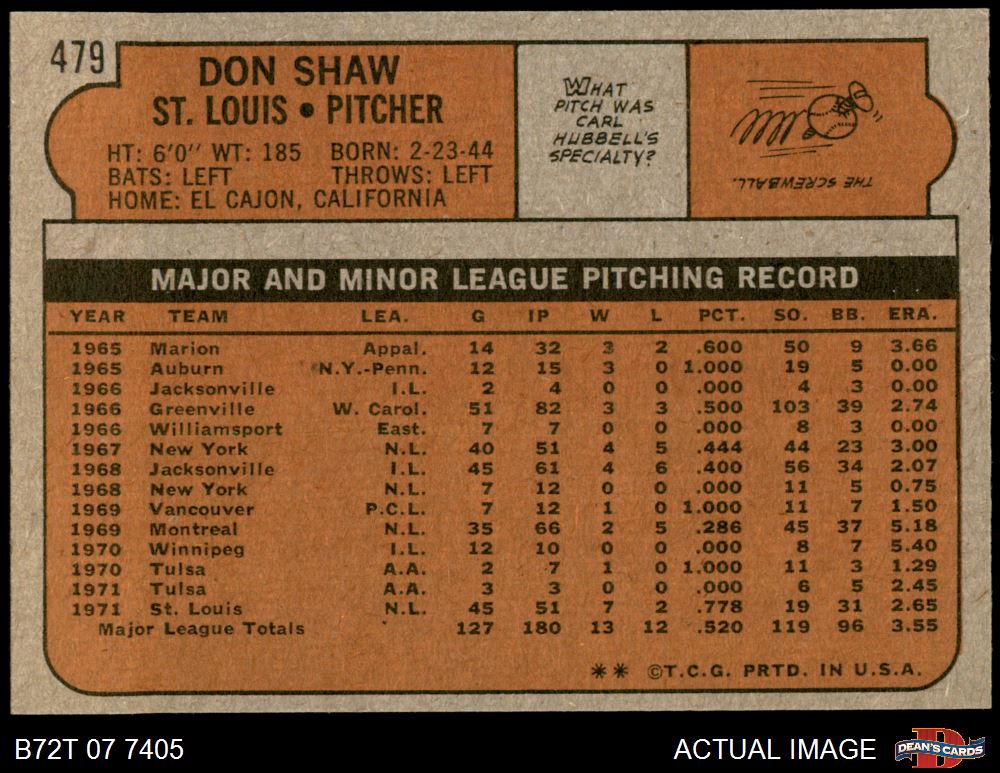 479
DON SHAW
ST. LOUIS • PITCHER
HT: 6'0" WT: 185 BORN: 2-23-44
BATS: LEFT THROWS: LEFT
HOME: EL CAJON, CALIFORNIA
WHAT
PITCH WAS
CARL
HUBBELL'S
SPECIALTY?
THE SCREWBALL.
MAJOR AND MINOR LEAGUE PITCHING RECORD
YEAR TEAM LEA. G IP W L PCT. SO. BB. ERA.
1965 Marion Appal. 14 32 3 2 .600 50 9 3.66
1965 Auburn N.Y.-Penn. 12 15 3 0 1.000 19 5 0.00
1966 Jacksonville I.L. 2 4 0 0 .000 4 3 0.00
1966 Greenville W. Carol. 51 82 3 3 .500 103 39 2.74
1966 Williamsport East. 7 7 0 0 .000 8 3 0.00
1967 New York N.L. 40 51 4 5 .444 44 23 3.00
1968 Jacksonville I.L. 45 61 4 6 .400 56 34 2.07
1968 New York N.L. 7 12 0 0 .000 11 5 0.75
1969 Vancouver P.C.L. 7 12 1 0 1.000 11 7 1.50
1969 Montreal N.L. 35 66 2 5 .286 45 37 5.18
1970 Winnipeg I.L. 12 10 0 0 .000 8 7 5.40
1970 Tulsa A.A. 2 7 1 0 1.000 11 3 1.29
1971 Tulsa A.A. 3 3 0 0 .000 6 5 2.45
1971 St. Louis N.L. 45 51 7 2 .778 19 31 2.65
Major League Totals 127 180 13 12 .520 119 96 3.55
** ©T.C.G. PRTD. IN U.S.A.
B72T 07 7405
ACTUAL IMAGE
DEAN'S CARDS